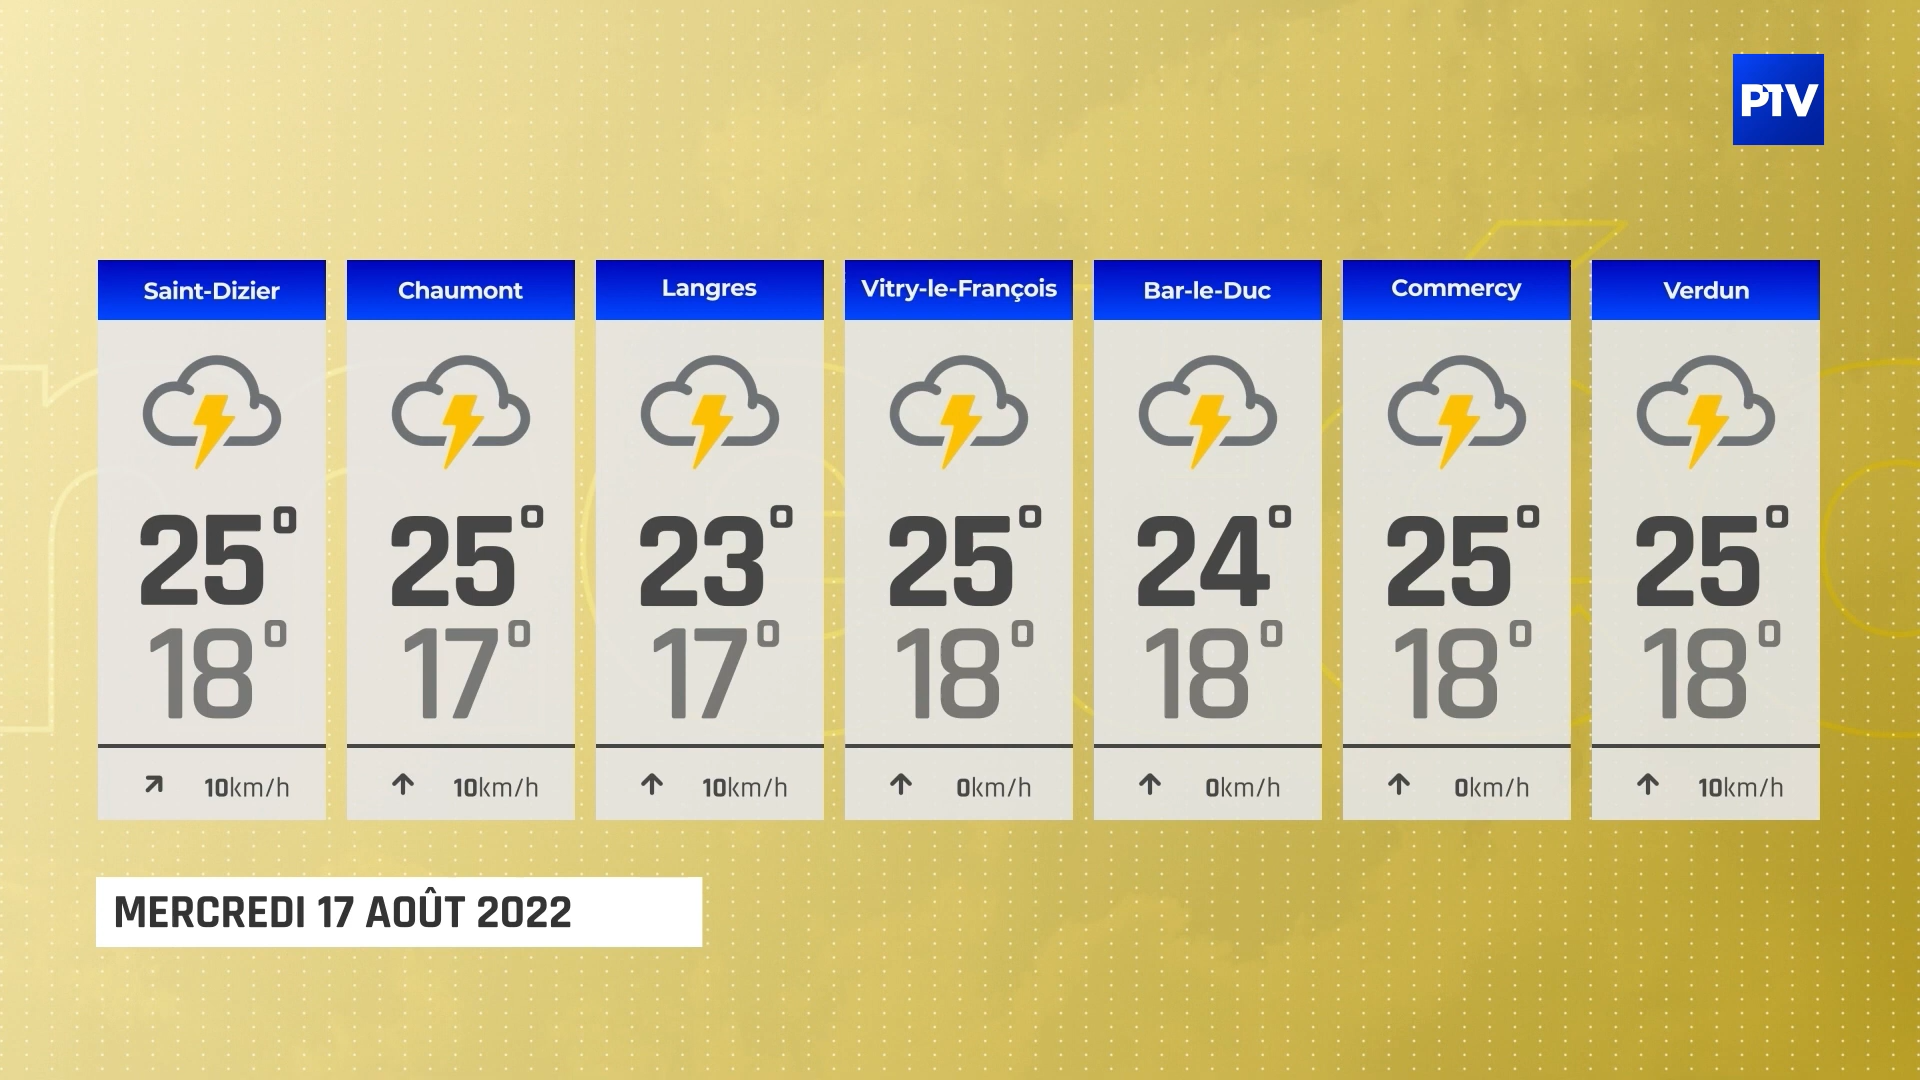 PTV
Saint-Dizier
25°
18°
10km/h
Chaumont
25°
17°
10km/h
Langres
23°
17°
10km/h
Vitry-le-François
25°
18°
0km/h
Bar-le-Duc
24°
18°
0km/h
Commercy
25°
18°
0km/h
Verdun
25°
18°
10km/h
MERCREDI 17 AOÛT 2022